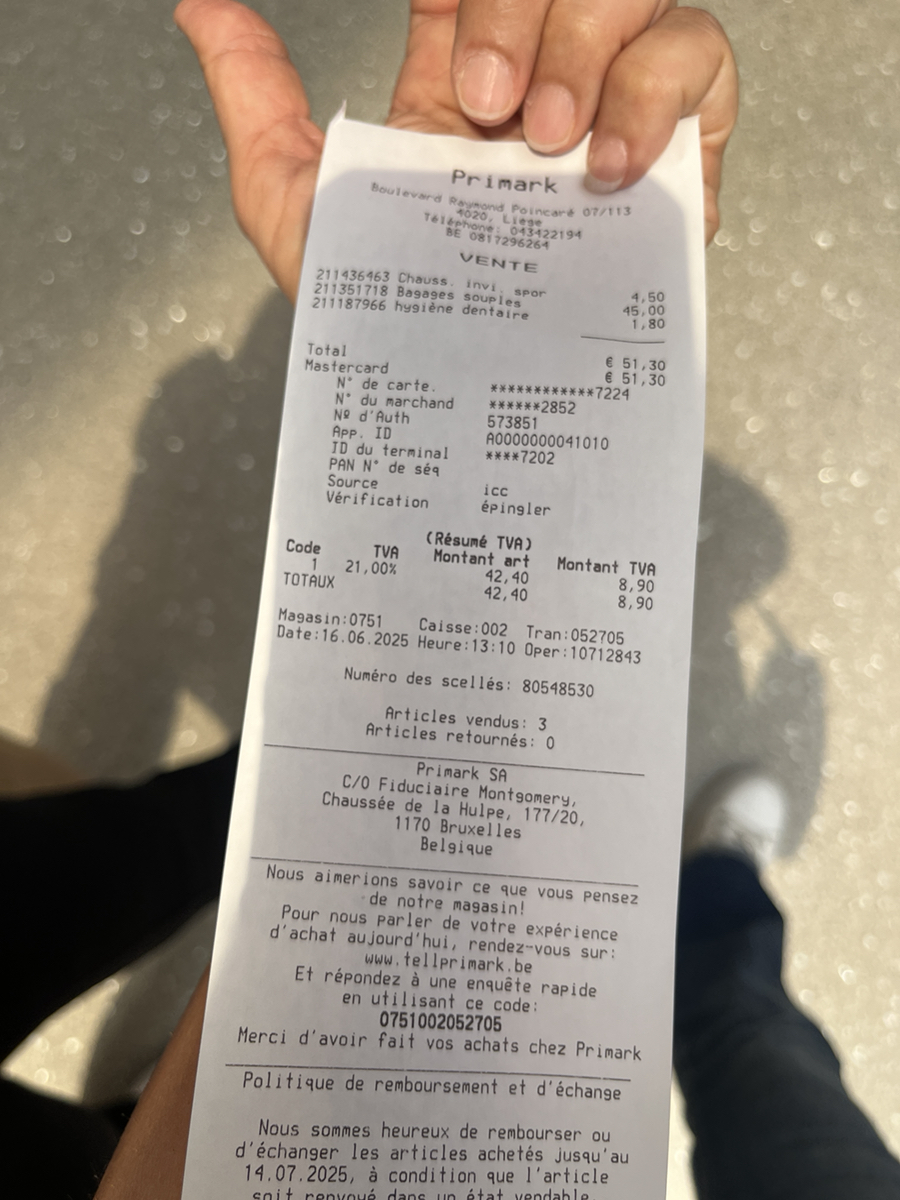 Primark
Boulevard Raymond Poincaré 07/113
4020, Liege
Téléphone: 043422194
BE 0817296264
VENTE
211436463 Chauss. invi. spor 4,50
211351718 Bagages souples 45,00
211187966 hygiène dentaire 1,80
Total € 51,30
Mastercard € 51,30
N° de carte. ************7224
N° du marchand ******2852
Nº d'Auth 573851
App. ID A0000000041010
ID du terminal ****7202
PAN N° de séq
Source icc
Vérification épingler
(Résumé TVA)
Code TVA Montant art Montant TVA
1 21,00% 42,40 8,90
TOTAUX 42,40 8,90
Magasin:0751 Caisse:002 Tran:052705
Date:16.06.2025 Heure:13:10 Oper:10712843
Numéro des scellés: 80548530
Articles vendus: 3
Articles retournés: 0
Primark SA
C/O Fiduciaire Montgomery,
Chaussée de la Hulpe, 177/20,
1170 Bruxelles
Belgique
Nous aimerions savoir ce que vous pensez
de notre magasin!
Pour nous parler de votre expérience
d'achat aujourd'hui, rendez-vous sur:
www.tellprimark.be
Et répondez à une enquête rapide
en utilisant ce code:
0751002052705
Merci d'avoir fait vos achats chez Primark
Politique de remboursement et d'échange
Nous sommes heureux de rembourser ou
d'échanger les articles achetés jusqu'au
14.07.2025, à condition que l'article
soit renvoyé dans un état vendable,